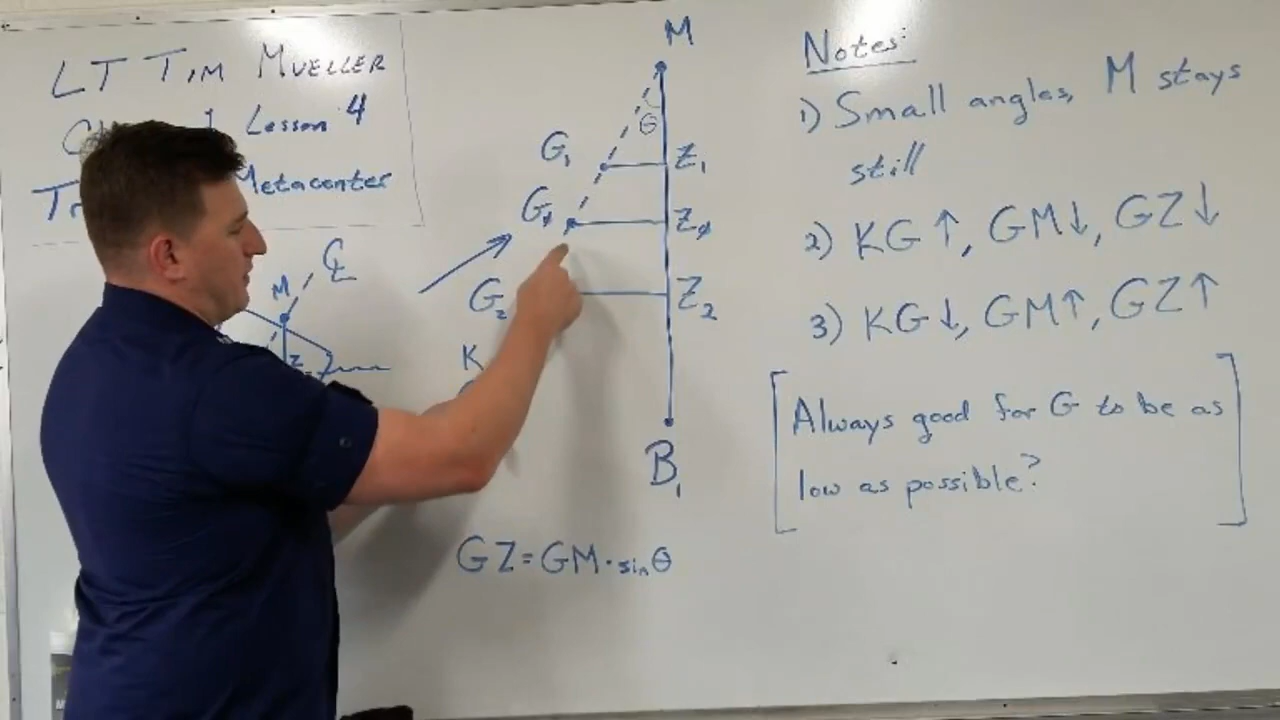 LT TIM MUELLER
Lesson 4
Metacenter
M
℄
Z
M
θ
G₁ Z₁
G₀ Z₀
G₂ Z₂
K
B₁
GZ = GM · sin θ
Notes:
1) Small angles, M stays
still
2) KG ↑, GM ↓, GZ ↓
3) KG ↓, GM ↑, GZ ↑
[Always good for G to be as
low as possible?]